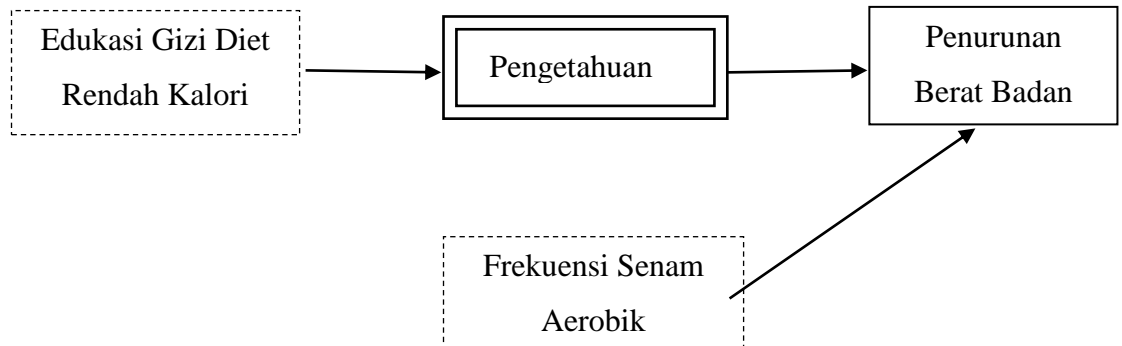 Edukasi Gizi Diet
Rendah Kalori
Pengetahuan
Penurunan
Berat Badan
Frekuensi Senam
Aerobik